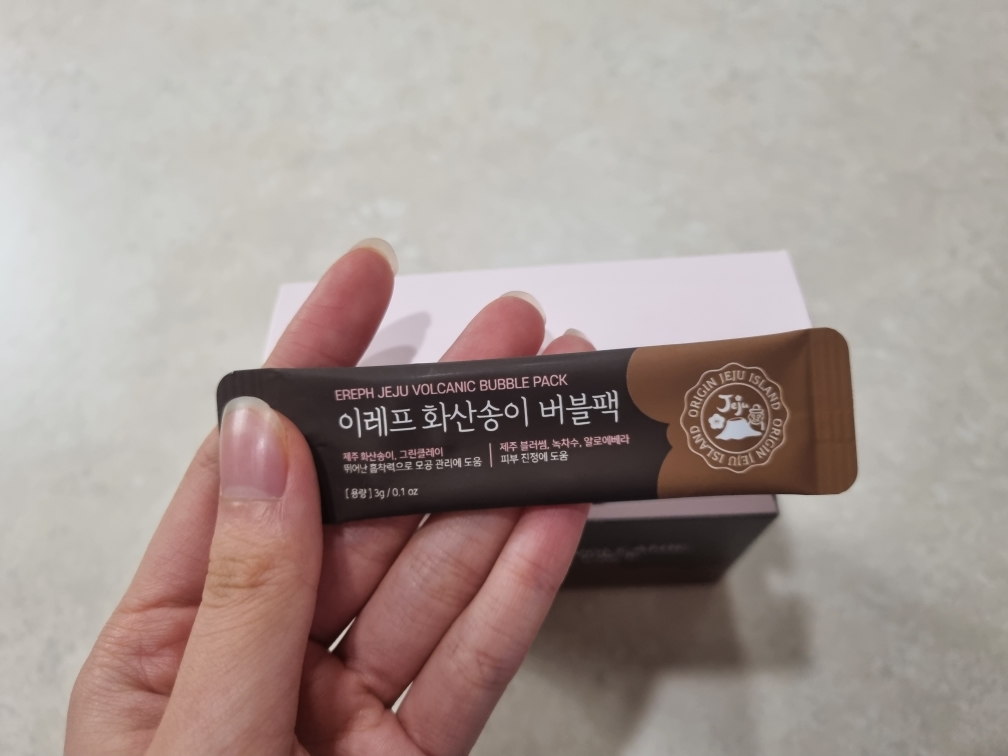 EREPH JEJU VOLCANIC BUBBLE PACK
이레프 화산송이 버블팩
제주 화산송이, 그린클레이
뛰어난 흡착력으로 모공 관리에 도움
제주 블러썸, 녹차수, 알로에베라
피부 진정에 도움
[ 용량 ] 3g / 0.1 oz
ORIGIN JEJU ISLAND
ORIGIN JEJU ISLAND
Jeju